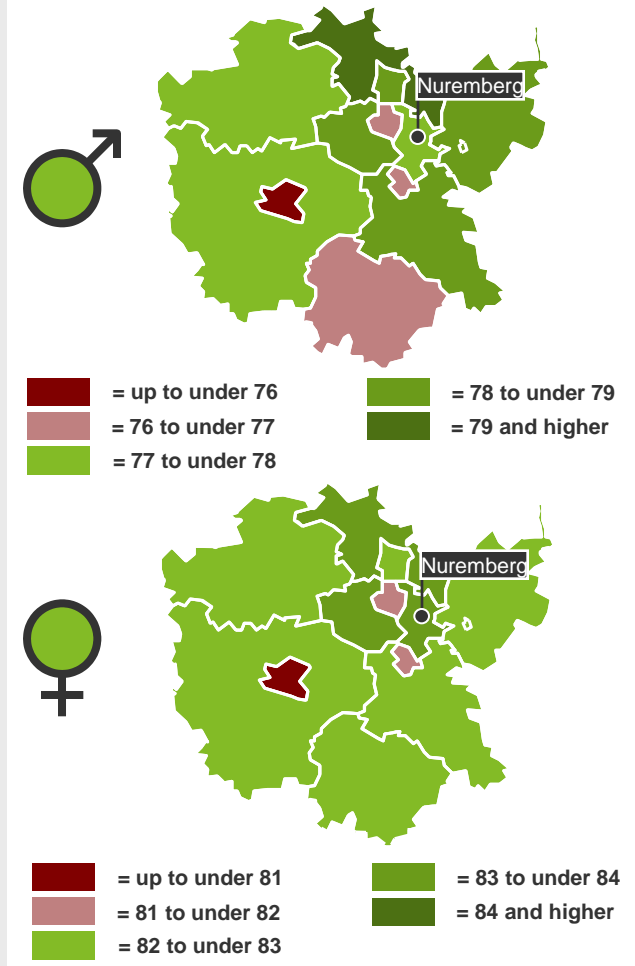 Nuremberg
= up to under 76
= 78 to under 79
= 76 to under 77
= 79 and higher
= 77 to under 78
Nuremberg
= up to under 81
= 83 to under 84
= 81 to under 82
= 84 and higher
= 82 to under 83